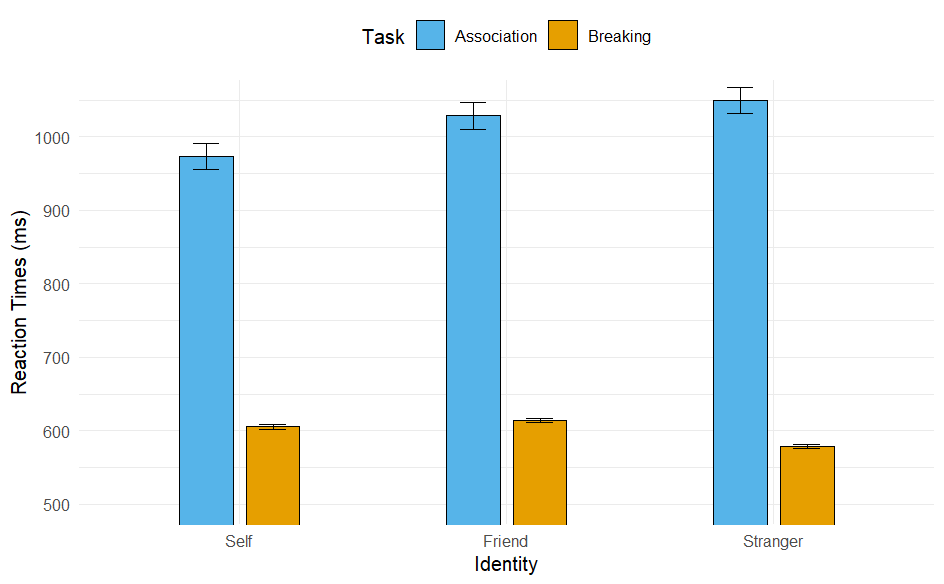 Task Association Breaking
1000
900
800
700
600
500
Reaction Times (ms)
Self Friend Stranger
Identity